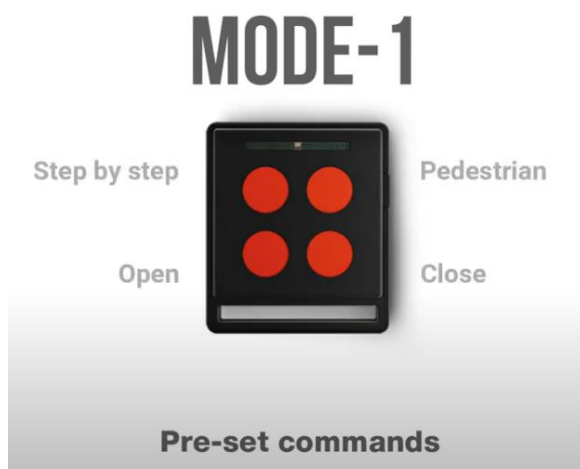 MODE-1
Step by step
Pedestrian
Open
Close
Pre-set commands